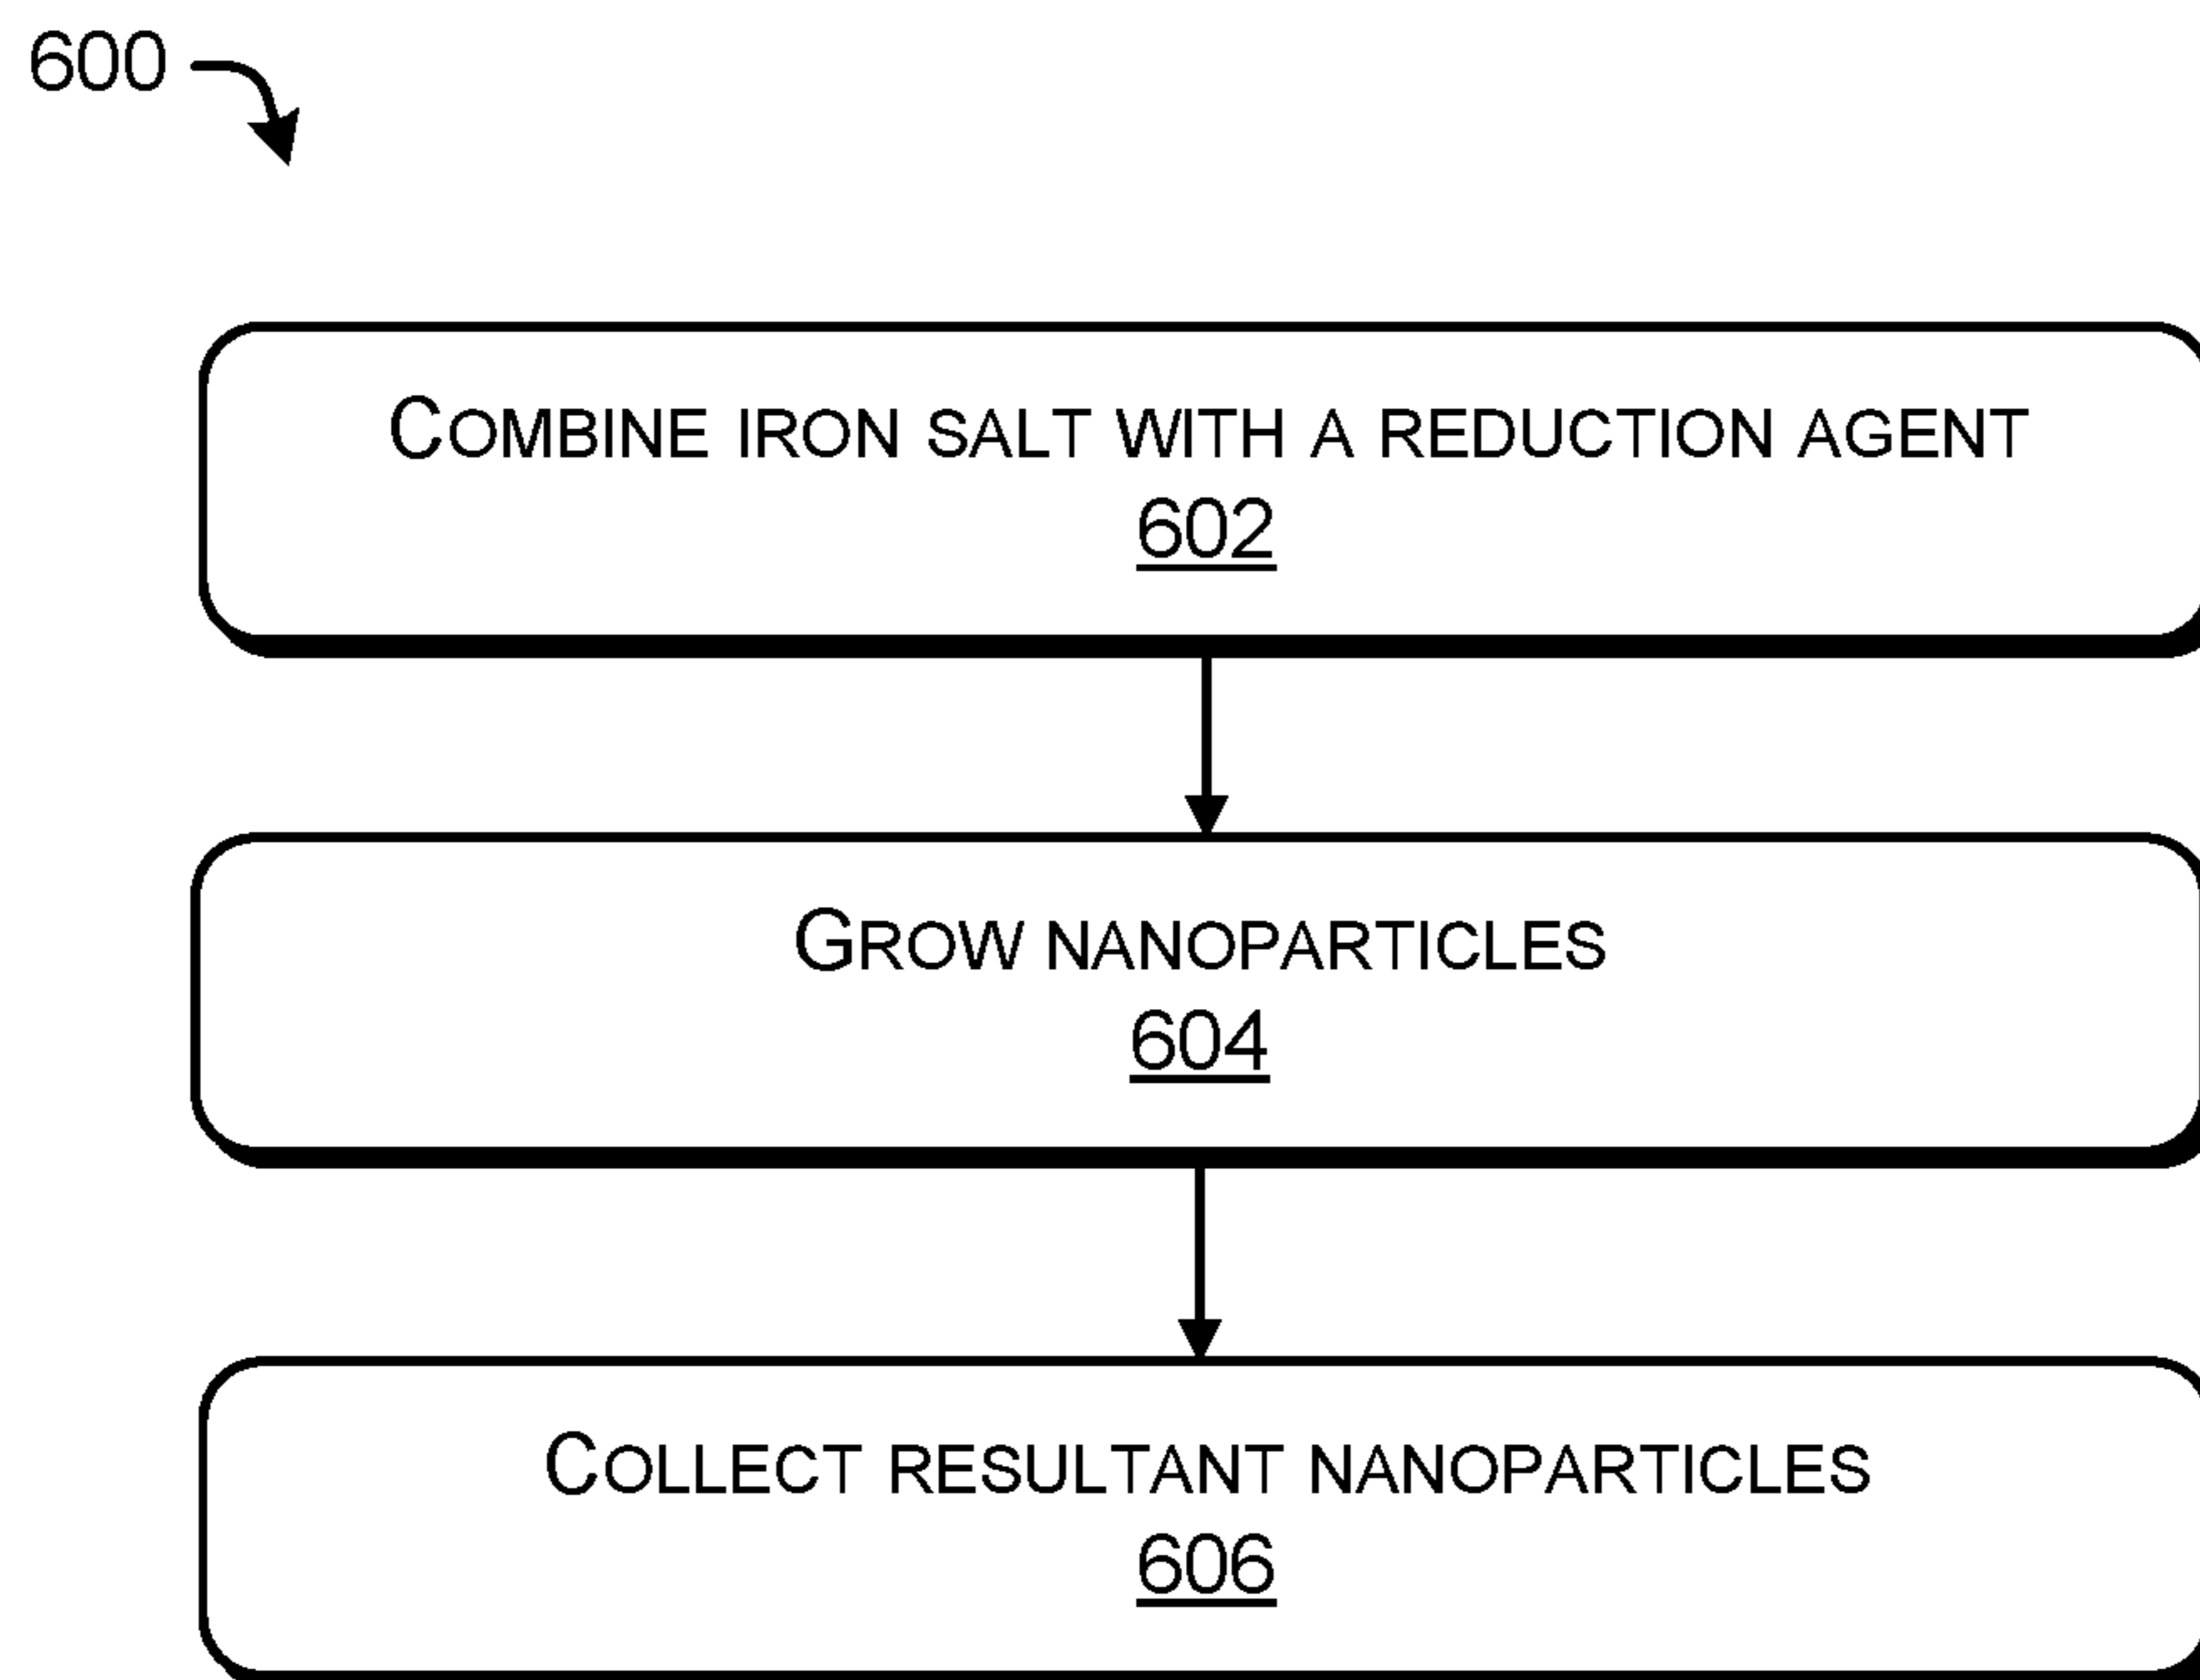 600
COMBINE IRON SALT WITH A REDUCTION AGENT
602
GROW NANOPARTICLES
604
COLLECT RESULTANT NANOPARTICLES
606